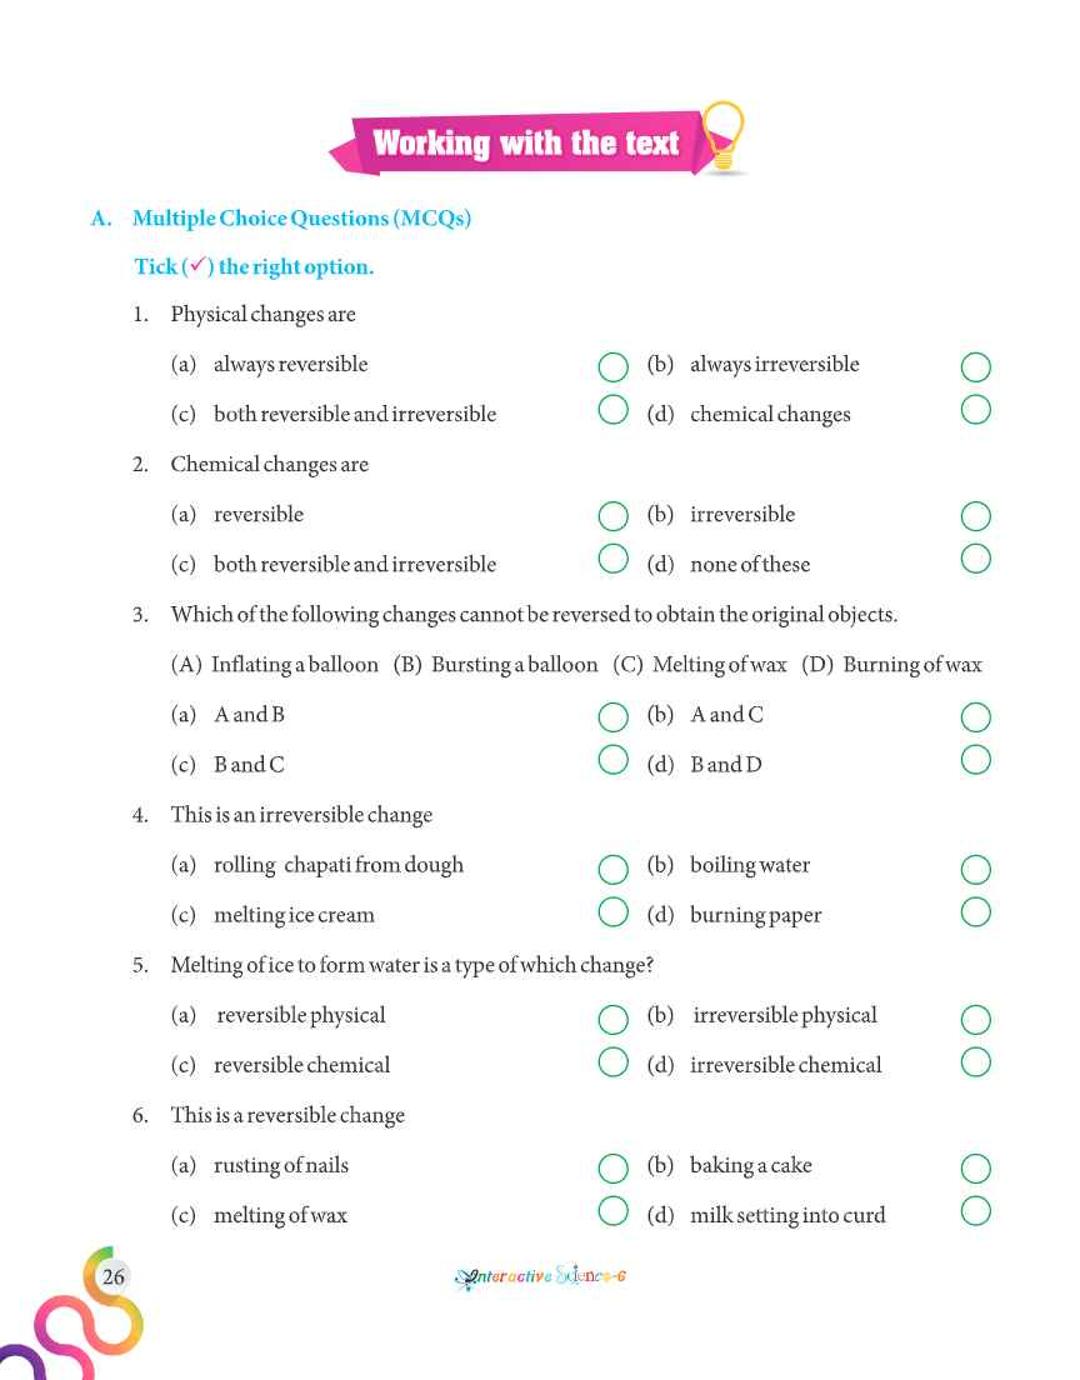 Working with the text
A. Multiple Choice Questions (MCQs)
Tick (✓) the right option.
1. Physical changes are
(a) always reversible (b) always irreversible
(c) both reversible and irreversible (d) chemical changes
2. Chemical changes are
(a) reversible (b) irreversible
(c) both reversible and irreversible (d) none of these
3. Which of the following changes cannot be reversed to obtain the original objects.
(A) Inflating a balloon (B) Bursting a balloon (C) Melting of wax (D) Burning of wax
(a) A and B (b) A and C
(c) B and C (d) B and D
4. This is an irreversible change
(a) rolling chapati from dough (b) boiling water
(c) melting ice cream (d) burning paper
5. Melting of ice to form water is a type of which change?
(a) reversible physical (b) irreversible physical
(c) reversible chemical (d) irreversible chemical
6. This is a reversible change
(a) rusting of nails (b) baking a cake
(c) melting of wax (d) milk setting into curd
26 Interactive Science-6